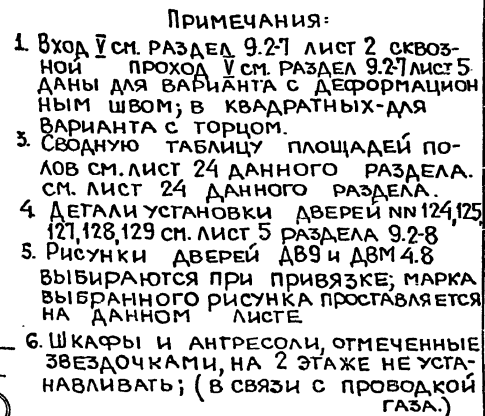 ПРИМЕЧАНИЯ:
1. ВХОД V СМ. РАЗДЕЛ 9.2-7 ЛИСТ 2 СКВОЗ-
НОЙ ПРОХОД V СМ. РАЗДЕЛ 9.2-7 ЛИСТ 5
ДАНЫ ДЛЯ ВАРИАНТА С ДЕФОРМАЦИОН
НЫМ ШВОМ; В КВАДРАТНЫХ-ДЛЯ
ВАРИАНТА С ТОРЦОМ.
3. СВОДНУЮ ТАБЛИЦУ ПЛОЩАДЕЙ ПО-
ЛОВ СМ. ЛИСТ 24 ДАННОГО РАЗДЕЛА.
СМ. ЛИСТ 24 ДАННОГО РАЗДЕЛА.
4. ДЕТАЛИ УСТАНОВКИ ДВЕРЕЙ NN 124,125,
127,128,129 СМ. ЛИСТ 5 РАЗДЕЛА 9.2-8
5. РИСУНКИ ДВЕРЕЙ ДВ9 И ДВМ 4.8
ВЫБИРАЮТСЯ ПРИ ПРИВЯЗКЕ; МАРКА
ВЫБРАННОГО РИСУНКА ПРОСТАВЛЯЕТСЯ
НА ДАННОМ ЛИСТЕ
6. ШКАФЫ И АНТРЕСОЛИ, ОТМЕЧЕННЫЕ
ЗВЕЗДОЧКАМИ, НА 2 ЭТАЖЕ НЕ УСТА-
НАВЛИВАТЬ; (В СВЯЗИ С ПРОВОДКОЙ
ГАЗА.)